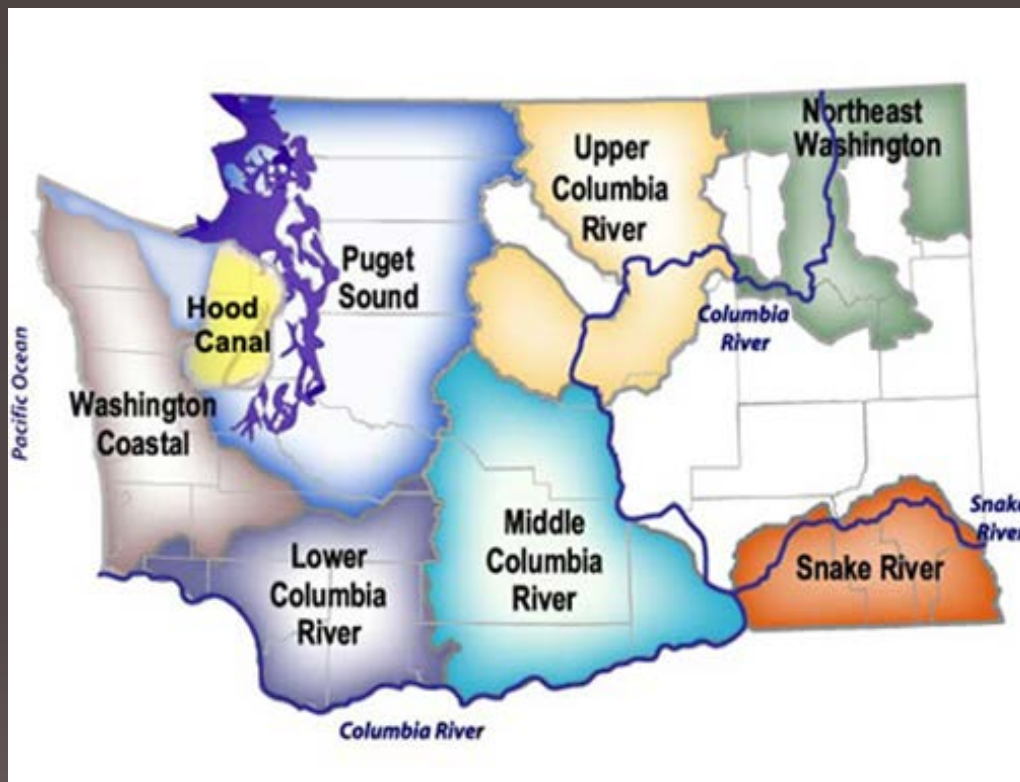 Northeast
Washington
Upper
Columbia
River
Puget
Sound
Hood
Canal
Columbia
River
Pacific Ocean
Washington
Coastal
Snake
River
Middle
Columbia
River
Lower
Columbia
River
Snake River
Columbia River